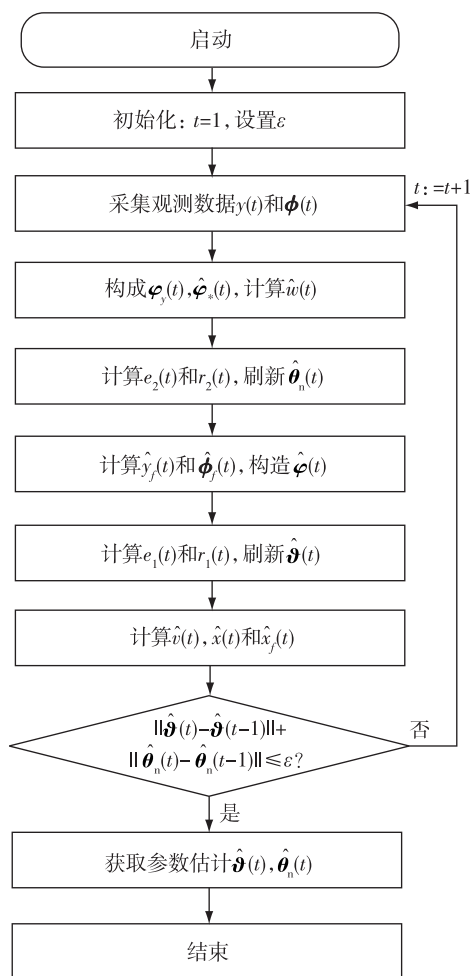 启动
初始化: t=1, 设置ε
t:=t+1
采集观测数据y(t)和ϕ(t)
构成φ_y(t),φ̂_*(t), 计算ŵ(t)
计算e₂(t)和r₂(t), 刷新θ̂_n(t)
计算ŷ_f(t)和ϕ̂_f(t), 构造φ̂(t)
计算e₁(t)和r₁(t), 刷新ϑ̂(t)
计算v̂(t), x̂(t)和x̂_f(t)
||ϑ̂(t)-ϑ̂(t-1)||+
||θ̂_n(t)-θ̂_n(t-1)||≤ε?
否
是
获取参数估计ϑ̂(t),θ̂_n(t)
结束